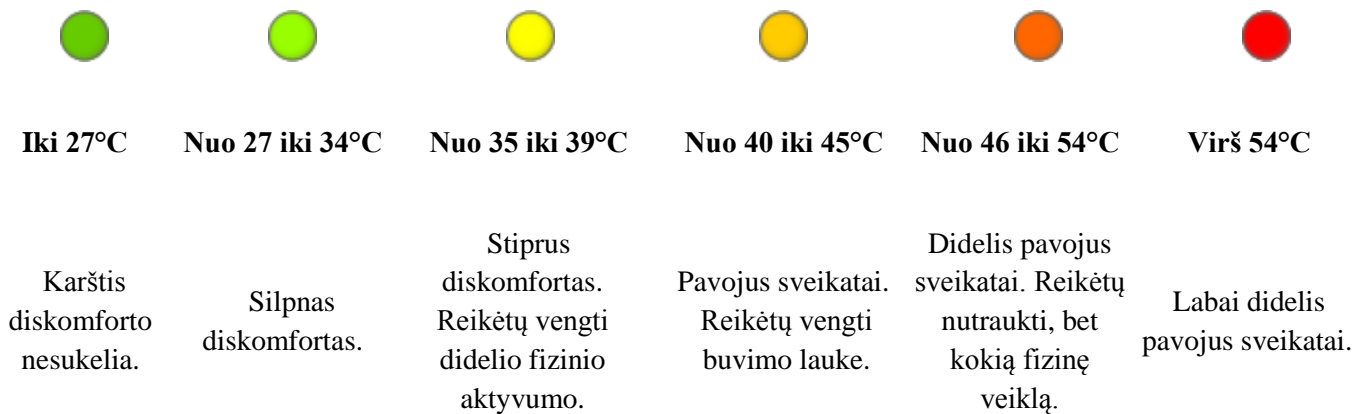 Iki 27°C
Nuo 27 iki 34°C
Nuo 35 iki 39°C
Nuo 40 iki 45°C
Nuo 46 iki 54°C
Virš 54°C
Karštis
diskomforto
nesukelia.
Silpnas
diskomfortas.
Stiprus
diskomfortas.
Reikėtų vengti
didelio fizinio
aktyvumo.
Pavojus sveikatai.
Reikėtų vengti
buvimo lauke.
Didelis pavojus
sveikatai. Reikėtų
nutraukti, bet
kokią fizinę
veiklą.
Labai didelis
pavojus sveikatai.